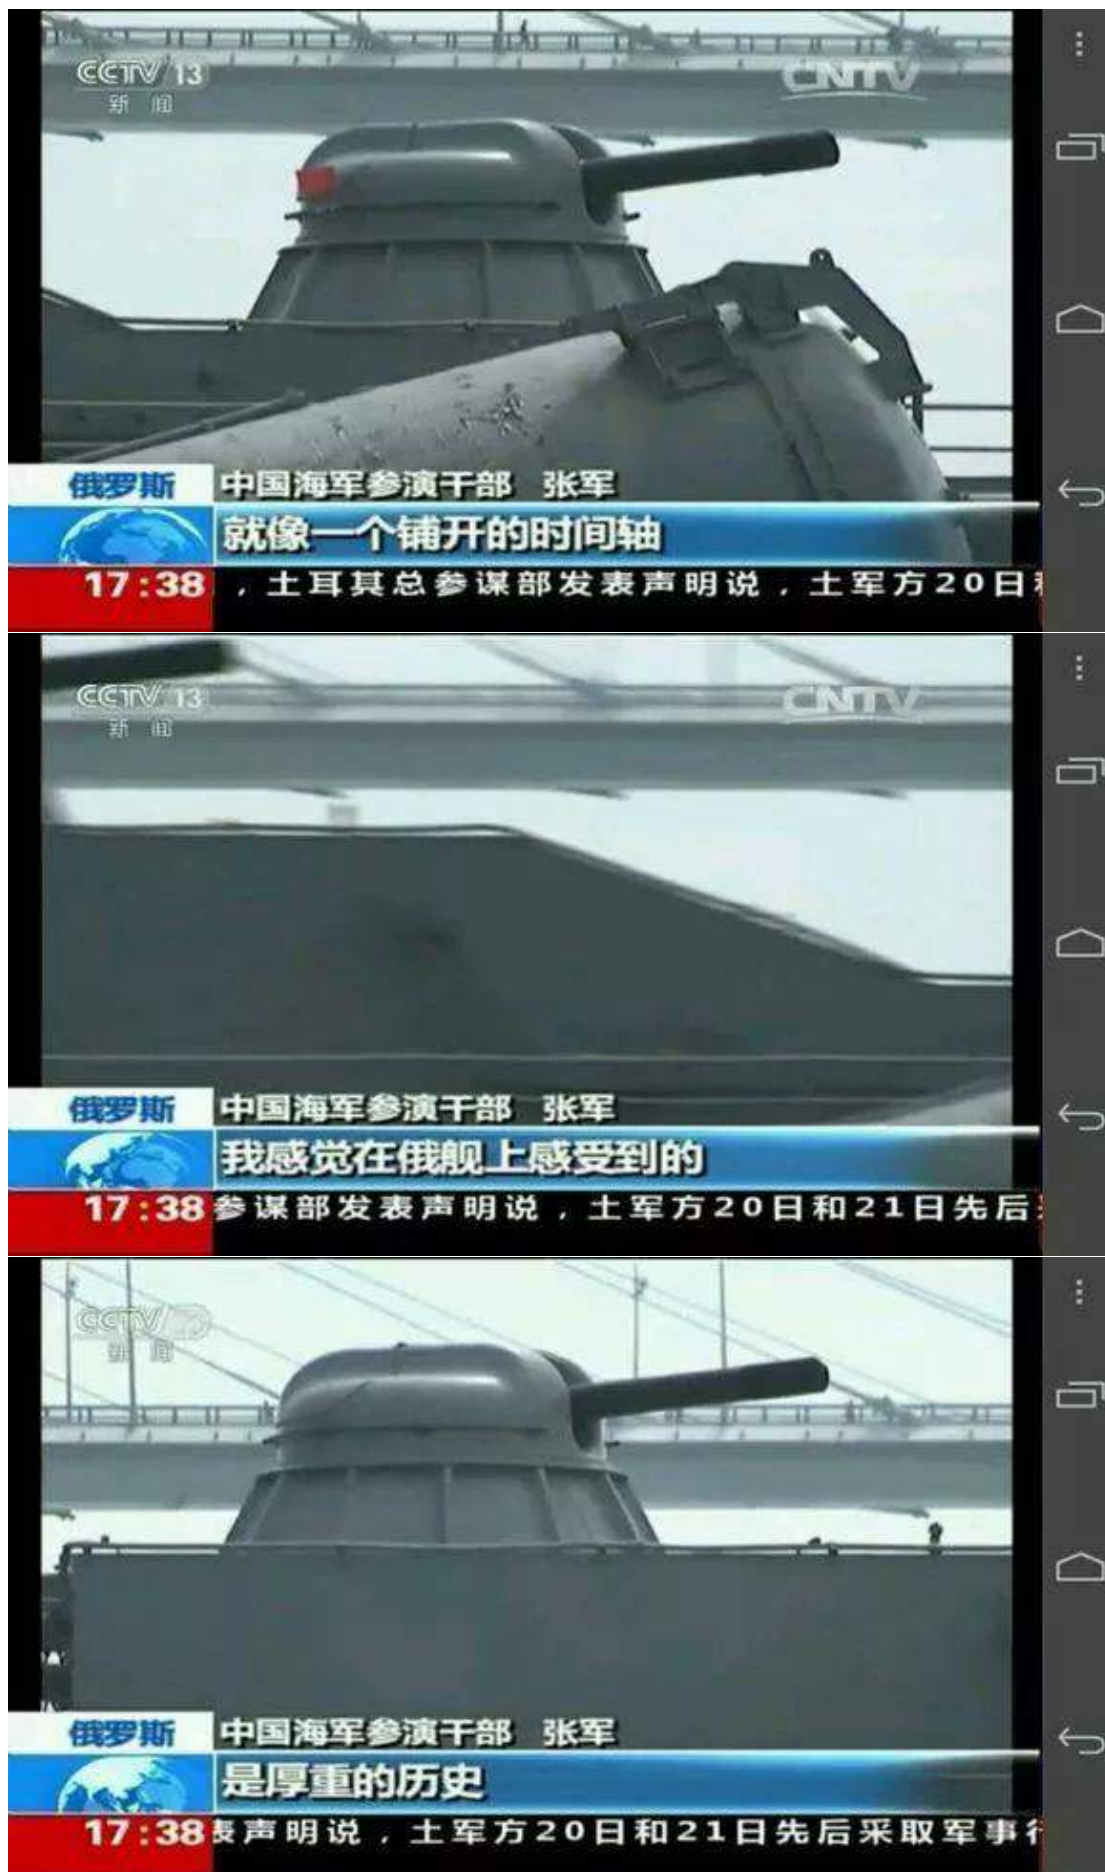 CCTV 13
新闻
CNTV
俄罗斯
中国海军参演干部 张军
就像一个铺开的时间轴
17:38
，土耳其总参谋部发表声明说，土军方20日
CCTV 13
新闻
CNTV
俄罗斯
中国海军参演干部 张军
我感觉在俄舰上感受到的
17:38
参谋部发表声明说，土军方20日和21日先后
CCTV
新闻
俄罗斯
中国海军参演干部 张军
是厚重的历史
17:38
表声明说，土军方20日和21日先后采取军事行